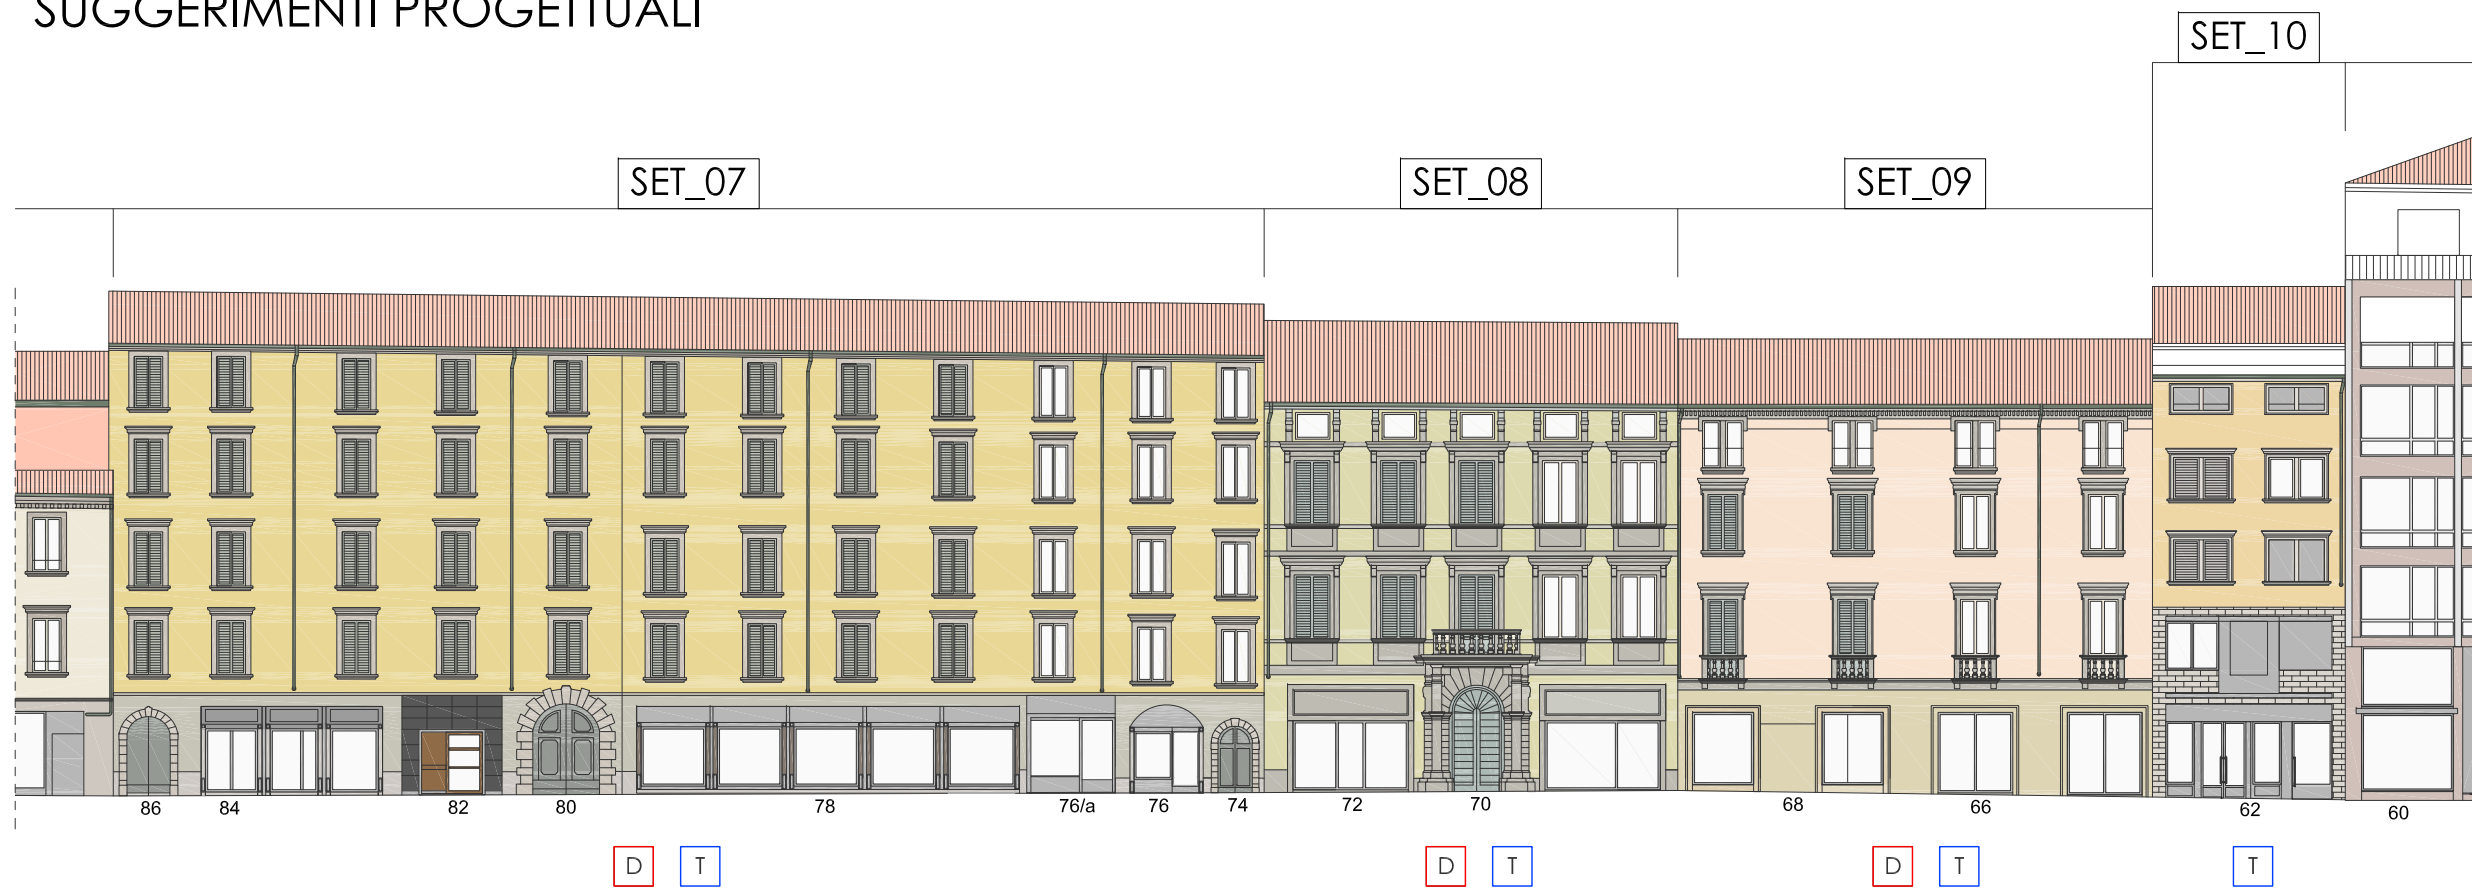 SUGGERIMENTI PROGETTUALI
SET_10
SET_07 SET_08 SET_09
86 84 82 80 78 76/a 76 74 72 70 68 66 62 60
D T D T D T T